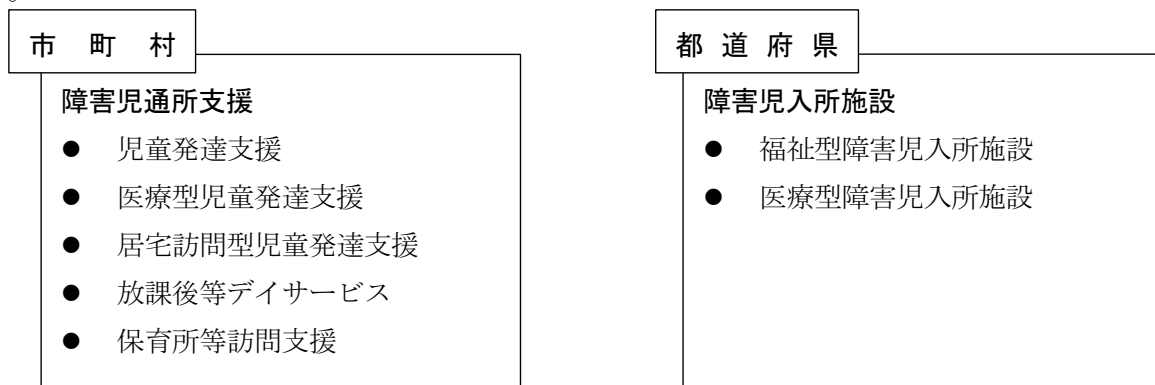 。
市 町 村
障害児通所支援
● 児童発達支援
● 医療型児童発達支援
● 居宅訪問型児童発達支援
● 放課後等デイサービス
● 保育所等訪問支援
都 道 府 県
障害児入所施設
● 福祉型障害児入所施設
● 医療型障害児入所施設